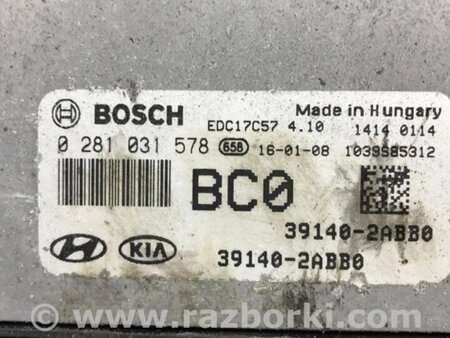 BOSCH
Made in Hungary
EDC17C57 4.10 1414 0114
0 281 031 578 658 16-01-08 1039S85312
BC0
39140-2ABB0
39140-2ABB0
KIA
© www.razborki.com